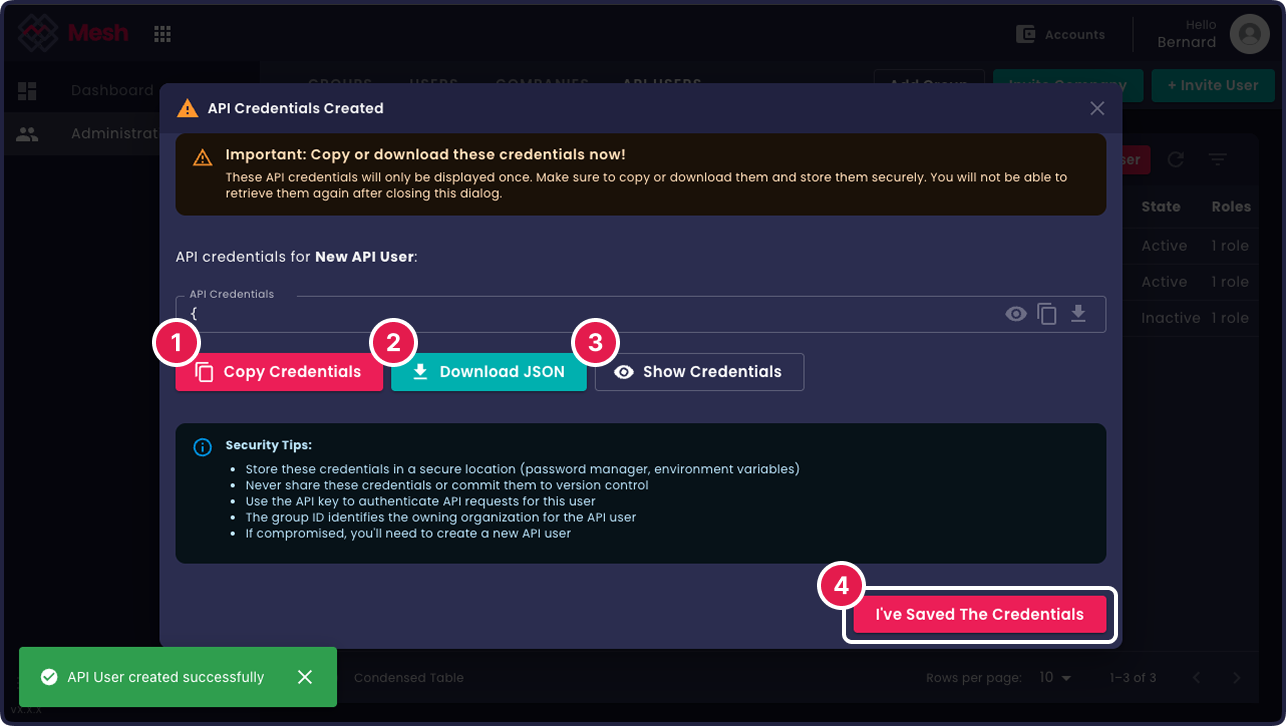 Mesh
Accounts
Hello
Bernard
GROUPS USERS COMPANIES API USERS
Add Group
Invite Company
+ Invite User
Dashboard
API Credentials Created
Administrat
Important: Copy or download these credentials now!
These API credentials will only be displayed once. Make sure to copy or download them and store them securely. You will not be able to
retrieve them again after closing this dialog.
ser
State Roles
API credentials for New API User:
Active 1 role
Active 1 role
API Credentials
{
Inactive 1 role
1
2
3
Copy Credentials
Download JSON
Show Credentials
Security Tips:
• Store these credentials in a secure location (password manager, environment variables)
• Never share these credentials or commit them to version control
• Use the API key to authenticate API requests for this user
• The group ID identifies the owning organization for the API user
• If compromised, you'll need to create a new API user
4
I've Saved The Credentials
API User created successfully
Condensed Table
Rows per page: 10
1–3 of 3
vx.x.x